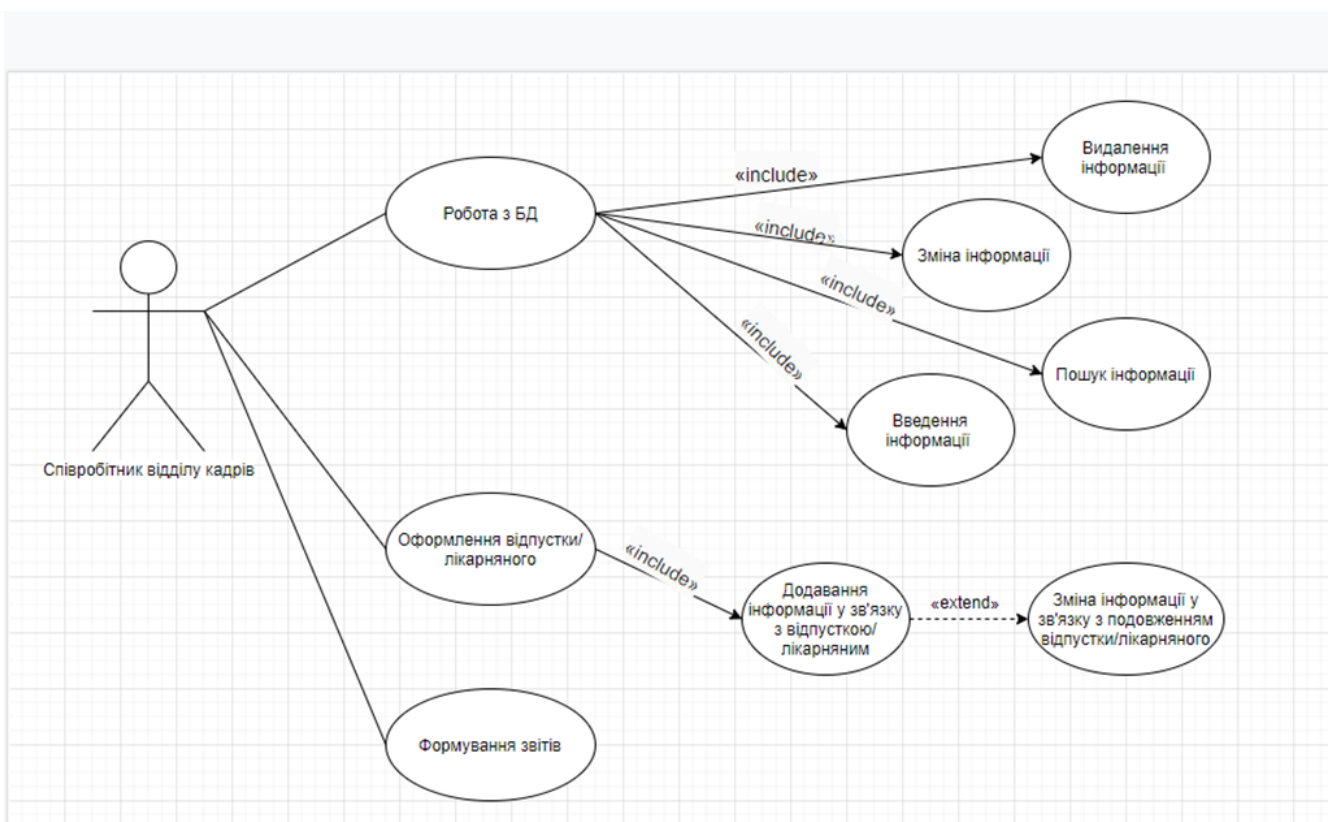 Видалення
інформації
«include»
Робота з БД
«include»
Зміна інформації
«include»
«include»
Пошук інформації
Введення
інформації
Співробітник відділу кадрів
Оформлення відпустки/
лікарняного
«include»
Додавання
інформації у зв'язку
з відпусткою/
лікарняним
«extend»
Зміна інформації у
зв'язку з подовженням
відпустки/лікарняного
Формування звітів